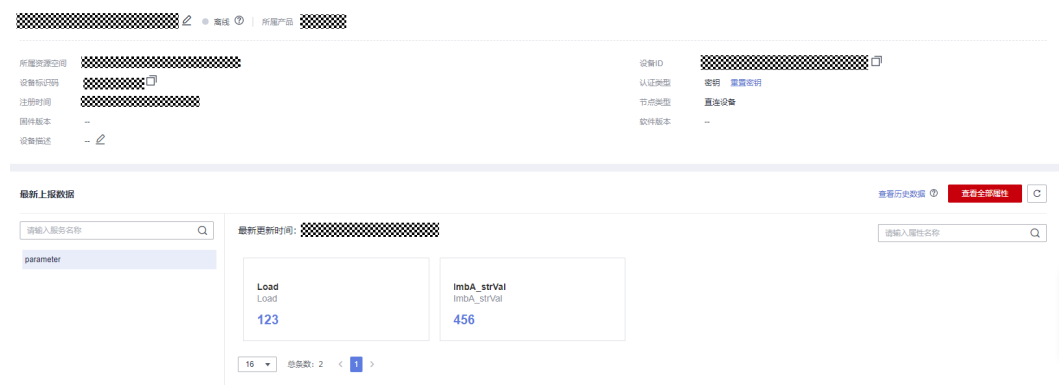 离线 所属产品
所属资源空间
设备ID
设备标识码
认证类型 密钥 重置密钥
注册时间
节点类型 直连设备
固件版本 --
软件版本 --
设备描述 --
最新上报数据
查看历史数据 查看全部属性
请输入服务名称
最新更新时间:
请输入属性名称
parameter
Load
Load
123
ImbA_strVal
ImbA_strVal
456
16 总条数: 2 < 1 >